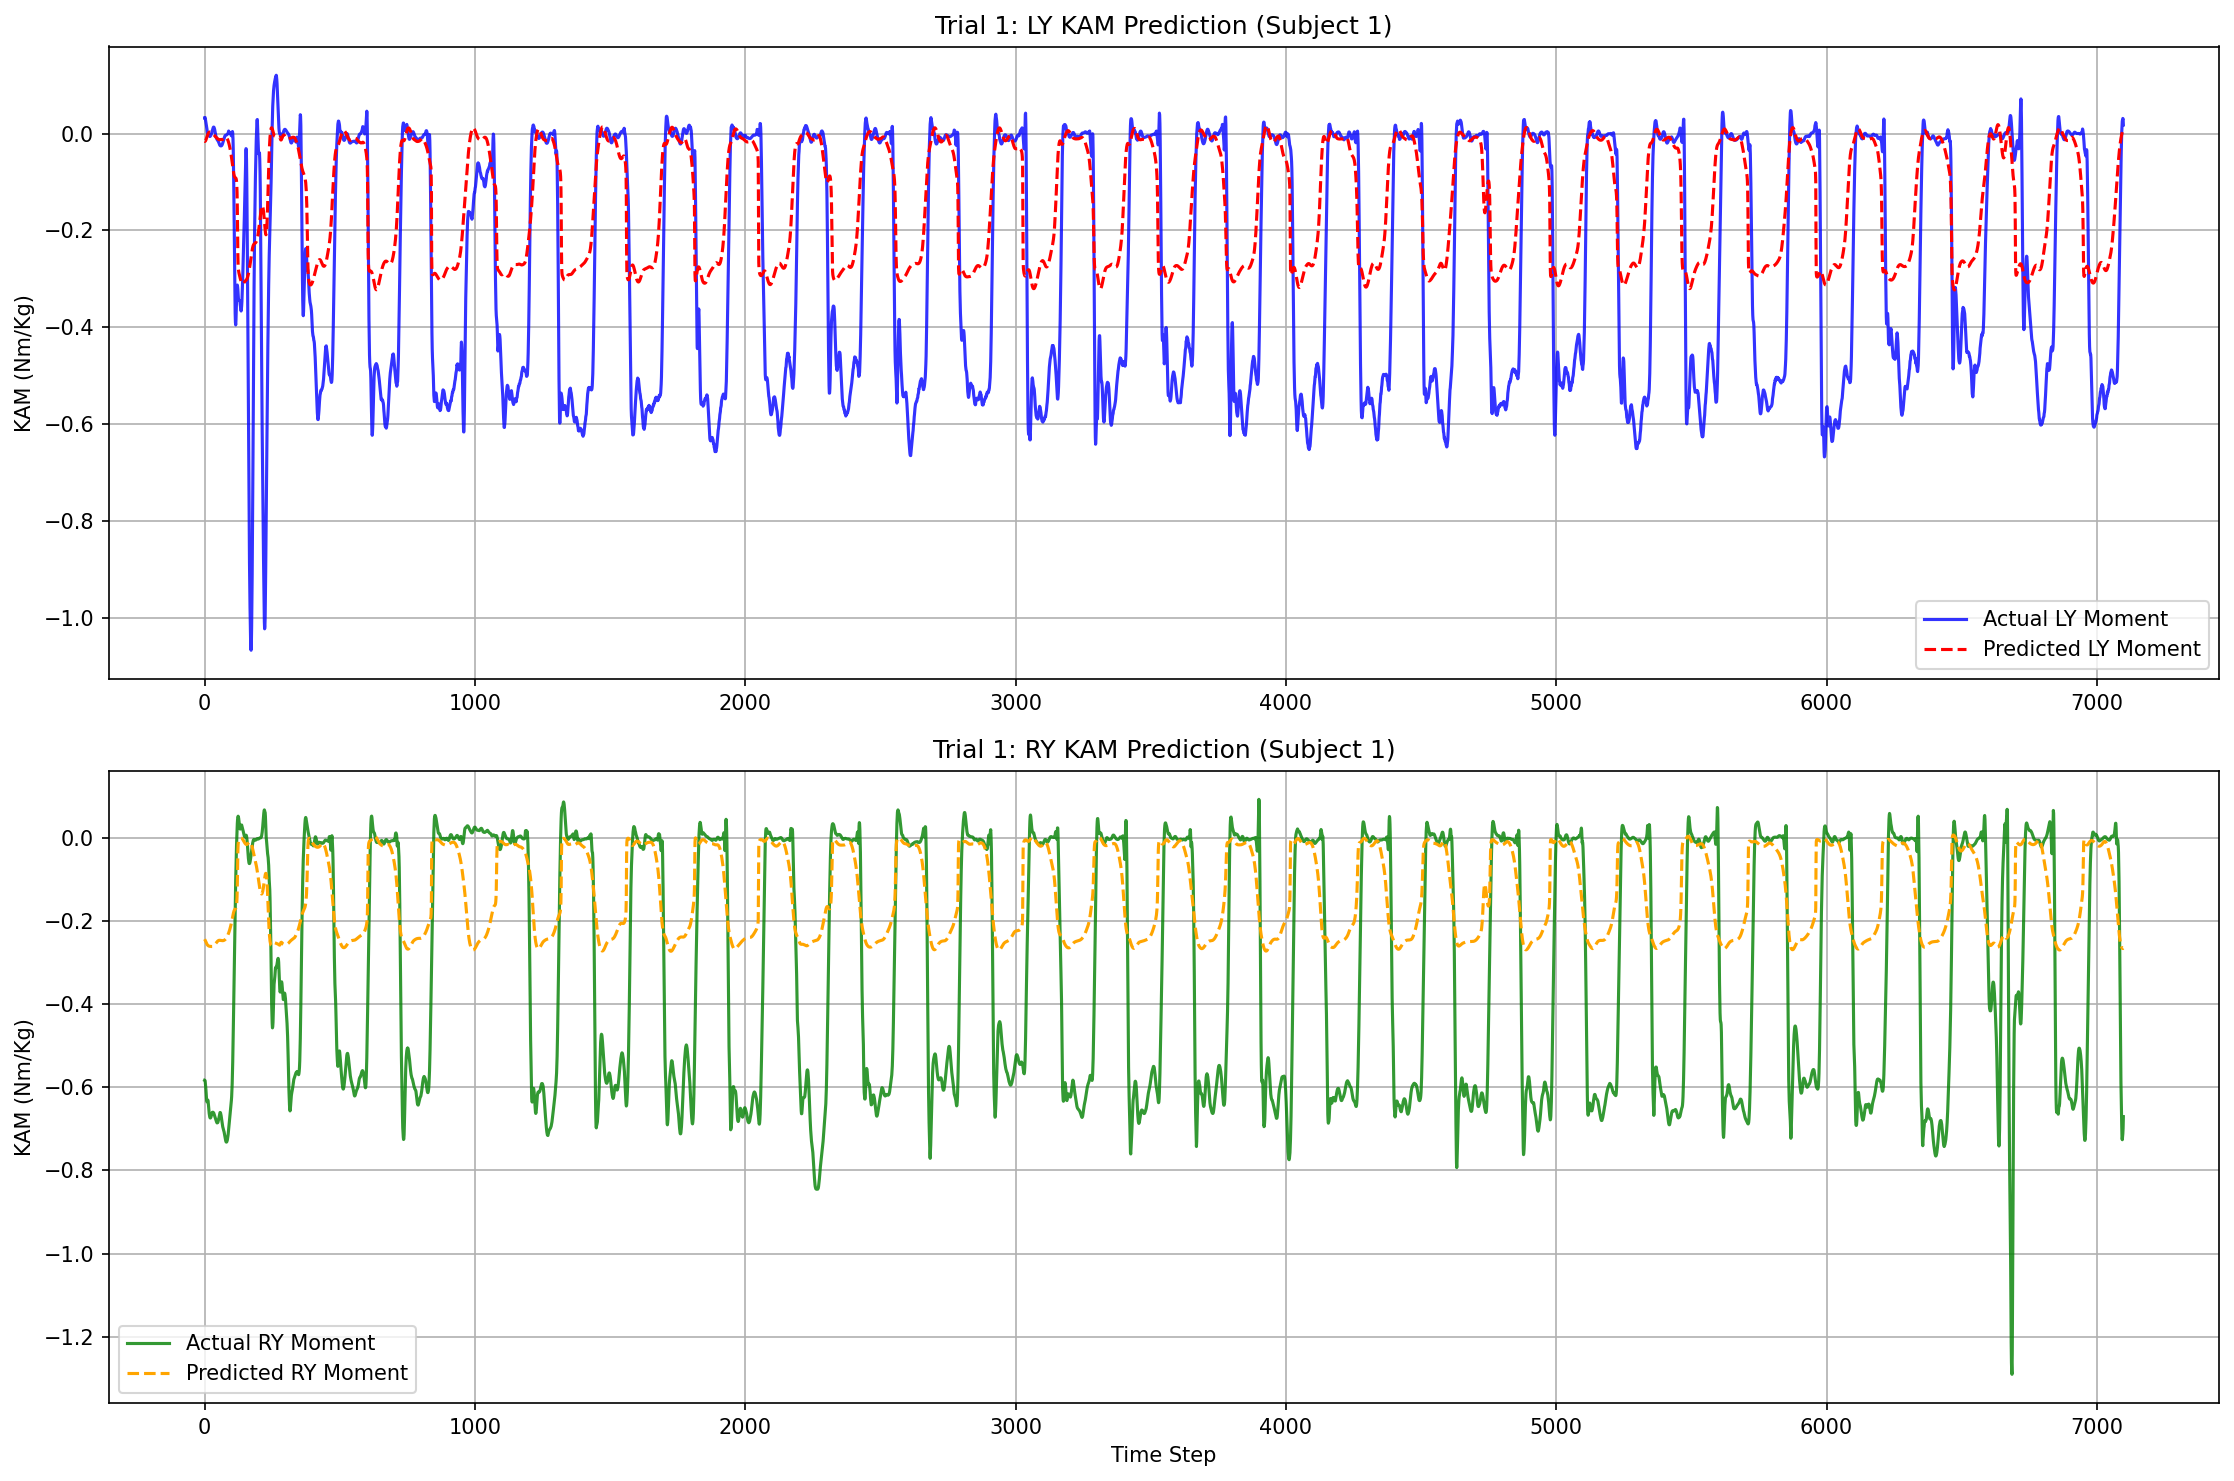 Trial 1: LY KAM Prediction (Subject 1)
KAM (Nm/Kg)
0.0
−0.2
−0.4
−0.6
−0.8
−1.0
Actual LY Moment
Predicted LY Moment
0 1000 2000 3000 4000 5000 6000 7000
Trial 1: RY KAM Prediction (Subject 1)
KAM (Nm/Kg)
0.0
−0.2
−0.4
−0.6
−0.8
−1.0
−1.2
Actual RY Moment
Predicted RY Moment
0 1000 2000 3000 4000 5000 6000 7000
Time Step